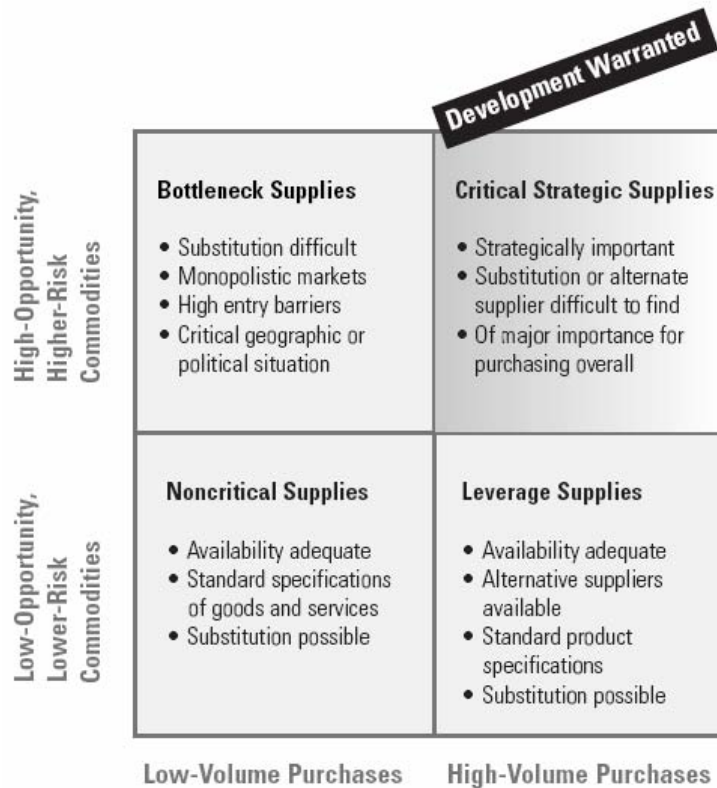 Development Warranted
High-Opportunity,
Higher-Risk
Commodities
Bottleneck Supplies
• Substitution difficult
• Monopolistic markets
• High entry barriers
• Critical geographic or
political situation
Critical Strategic Supplies
• Strategically important
• Substitution or alternate
supplier difficult to find
• Of major importance for
purchasing overall
Low-Opportunity,
Lower-Risk
Commodities
Noncritical Supplies
• Availability adequate
• Standard specifications
of goods and services
• Substitution possible
Leverage Supplies
• Availability adequate
• Alternative suppliers
available
• Standard product
specifications
• Substitution possible
Low-Volume Purchases
High-Volume Purchases